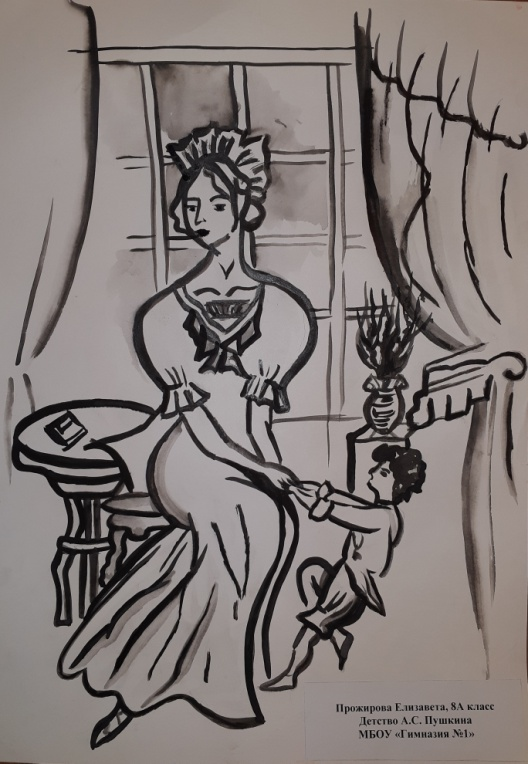 Прожирова Елизавета, 8А класс
Детство А.С. Пушкина
МБОУ «Гимназия №1»